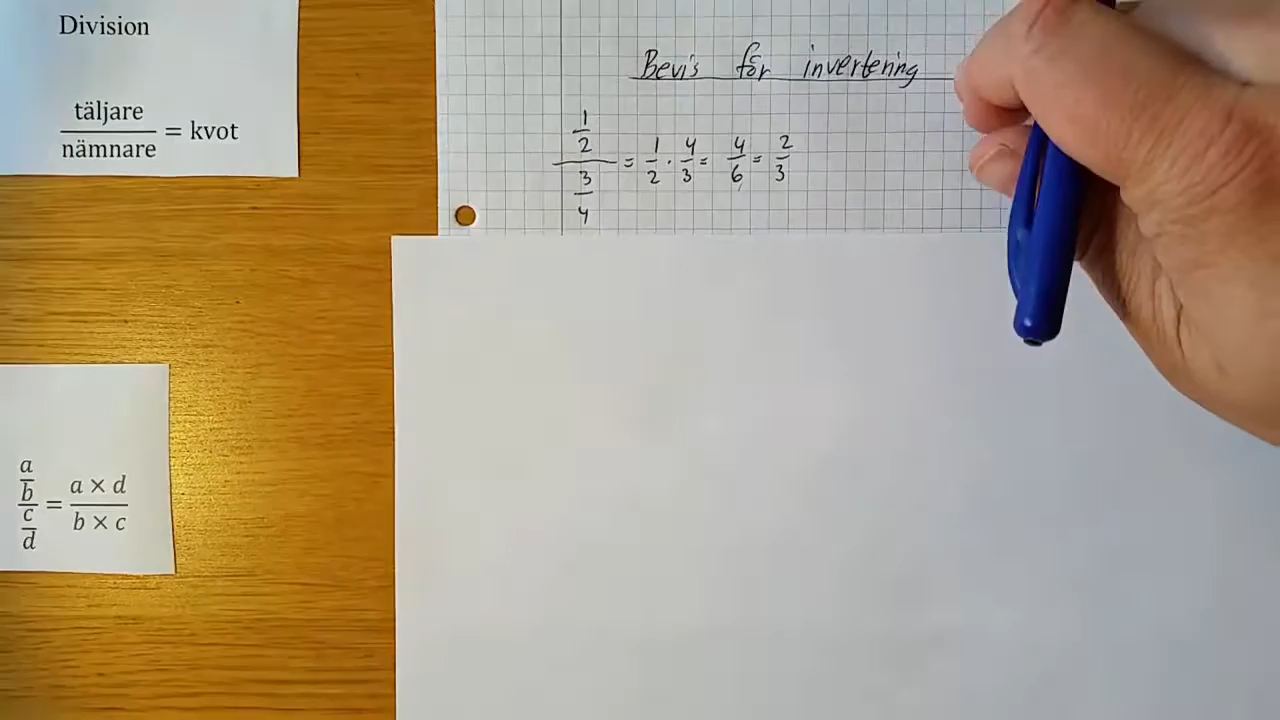 Division
täljare
nämnare
= kvot
Bevis för invertering
1/2 / 3/4 = 1/2 · 4/3 = 4/6 = 2/3
a/b / c/d = a × d / b × c